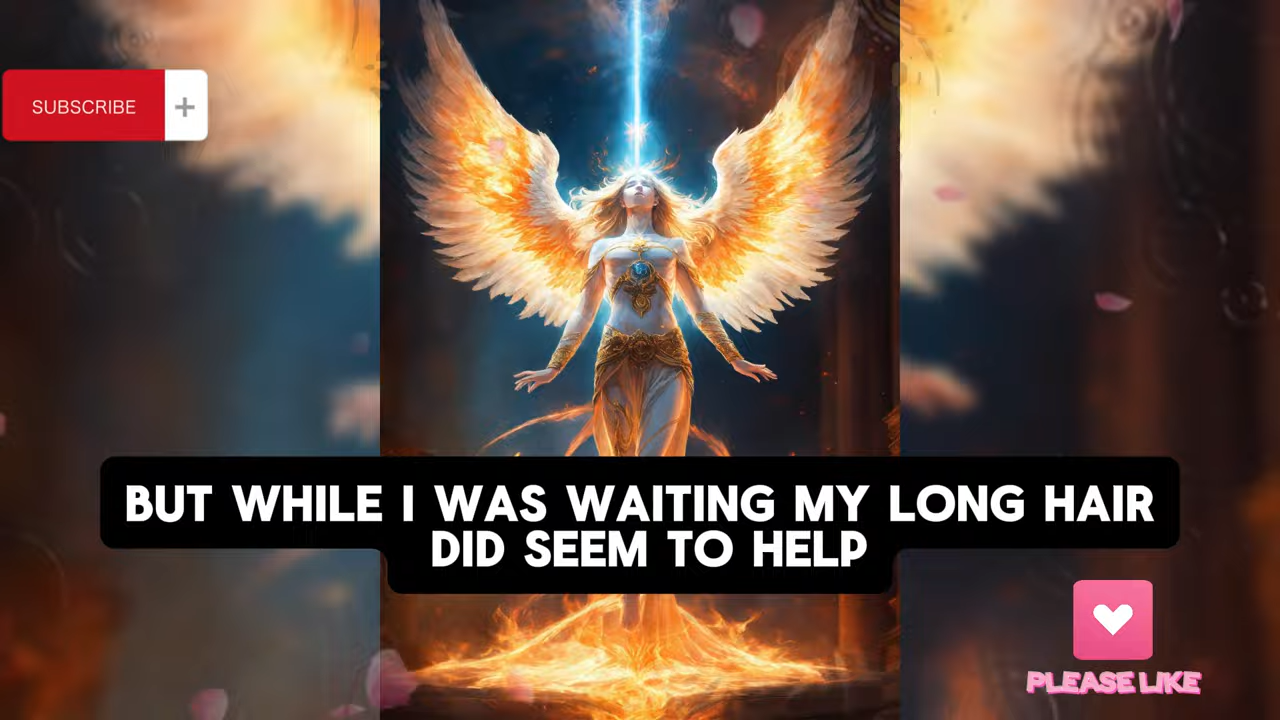 SUBSCRIBE +
BUT WHILE I WAS WAITING MY LONG HAIR
DID SEEM TO HELP
PLEASE LIKE